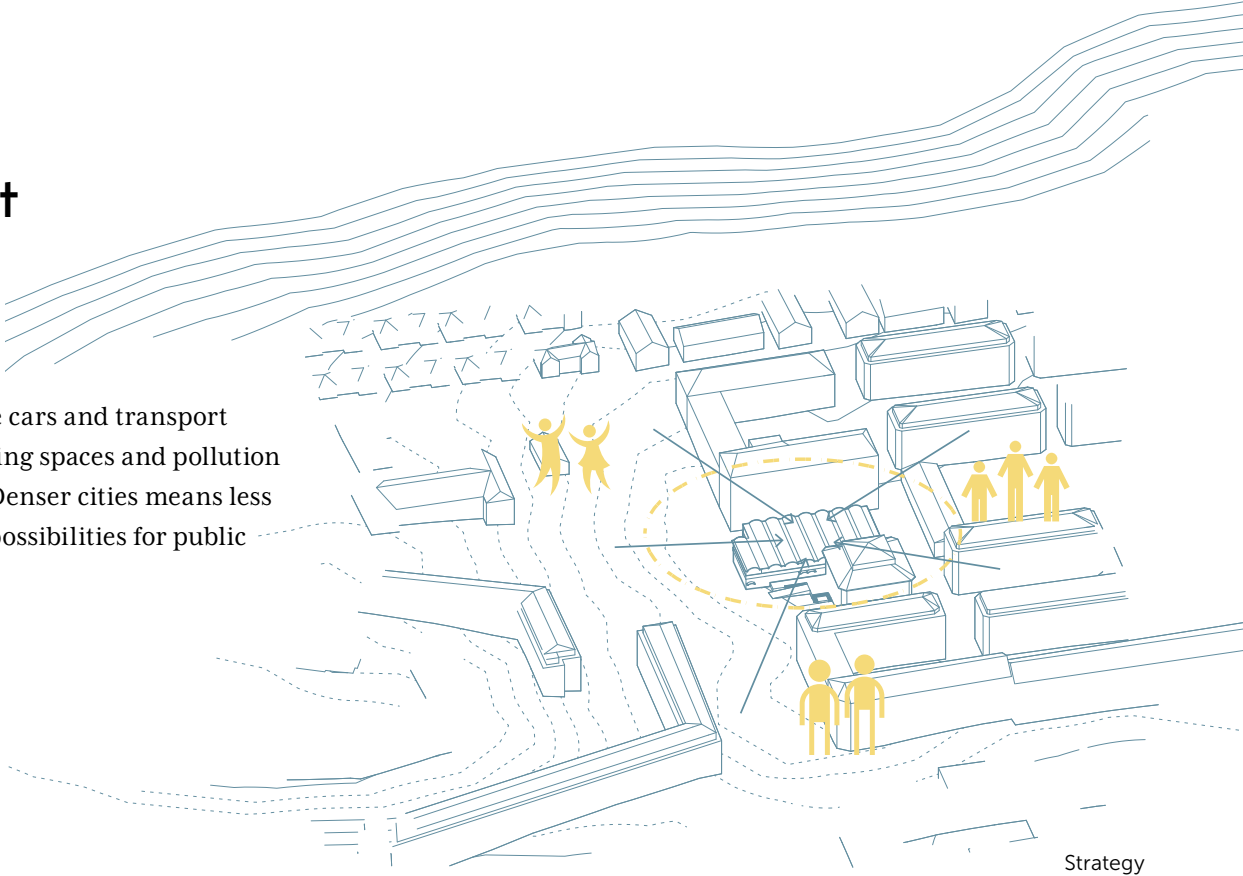 t
cars and transport
ing spaces and pollution
Denser cities means less
possibilities for public
Strategy